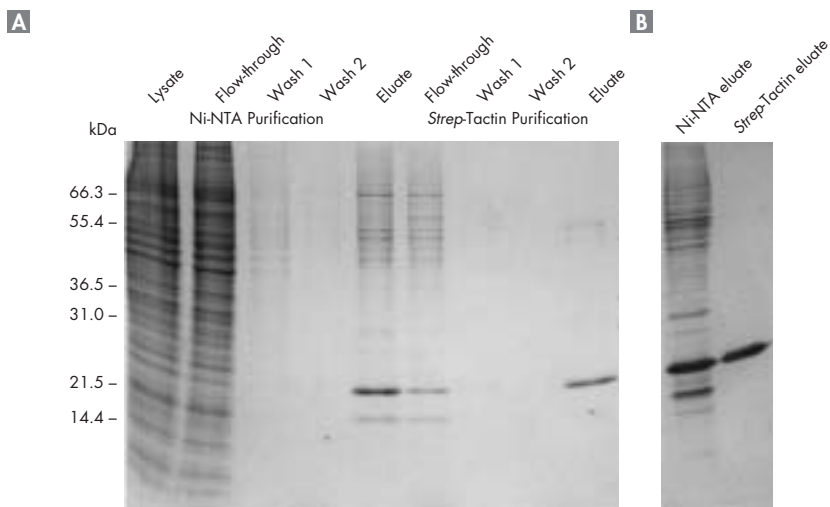 A
Lysate
Flow-through
Wash 1
Wash 2
Eluate
Flow-through
Wash 1
Wash 2
Eluate
Ni-NTA Purification
Strep-Tactin Purification
kDa
66.3 –
55.4 –
36.5 –
31.0 –
21.5 –
14.4 –
B
Ni-NTA eluate
Strep-Tactin eluate